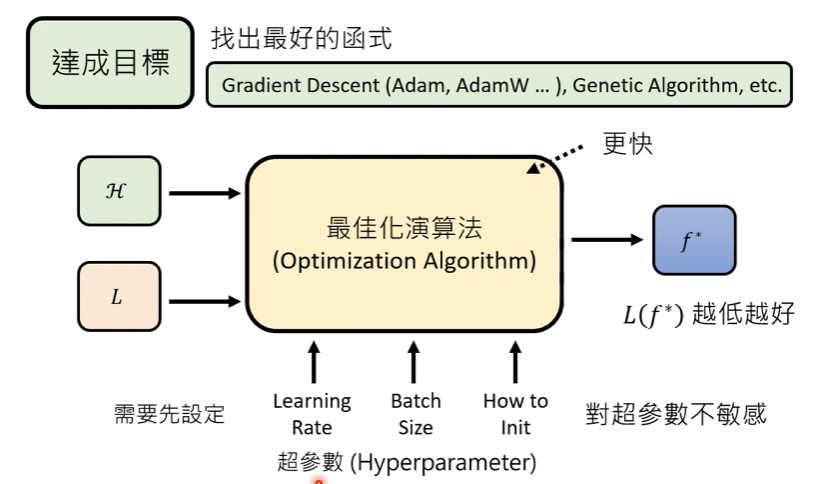 達成目標
找出最好的函式
Gradient Descent (Adam, AdamW … ), Genetic Algorithm, etc.
更快
ℋ
最佳化演算法
(Optimization Algorithm)
f*
L
L(f*) 越低越好
需要先設定
Learning
Rate
Batch
Size
How to
Init
對超參數不敏感
超參數 (Hyperparameter)